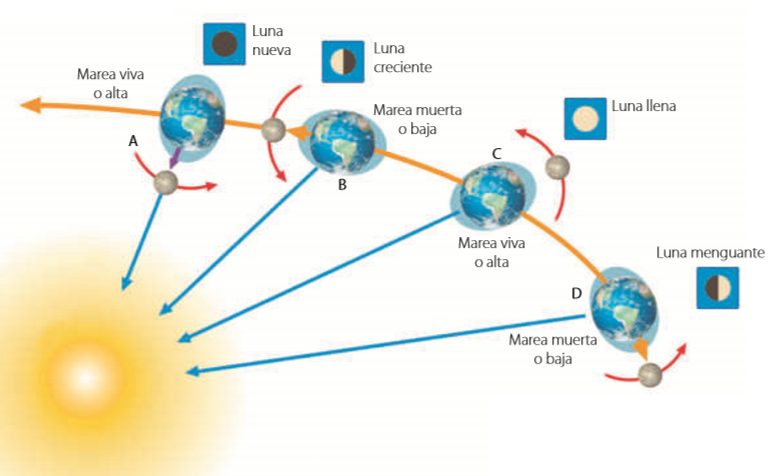 Luna
nueva
Luna
creciente
Marea viva
o alta
Marea muerta
o baja
Luna llena
A
B
C
Marea viva
o alta
Luna menguante
D
Marea muerta
o baja